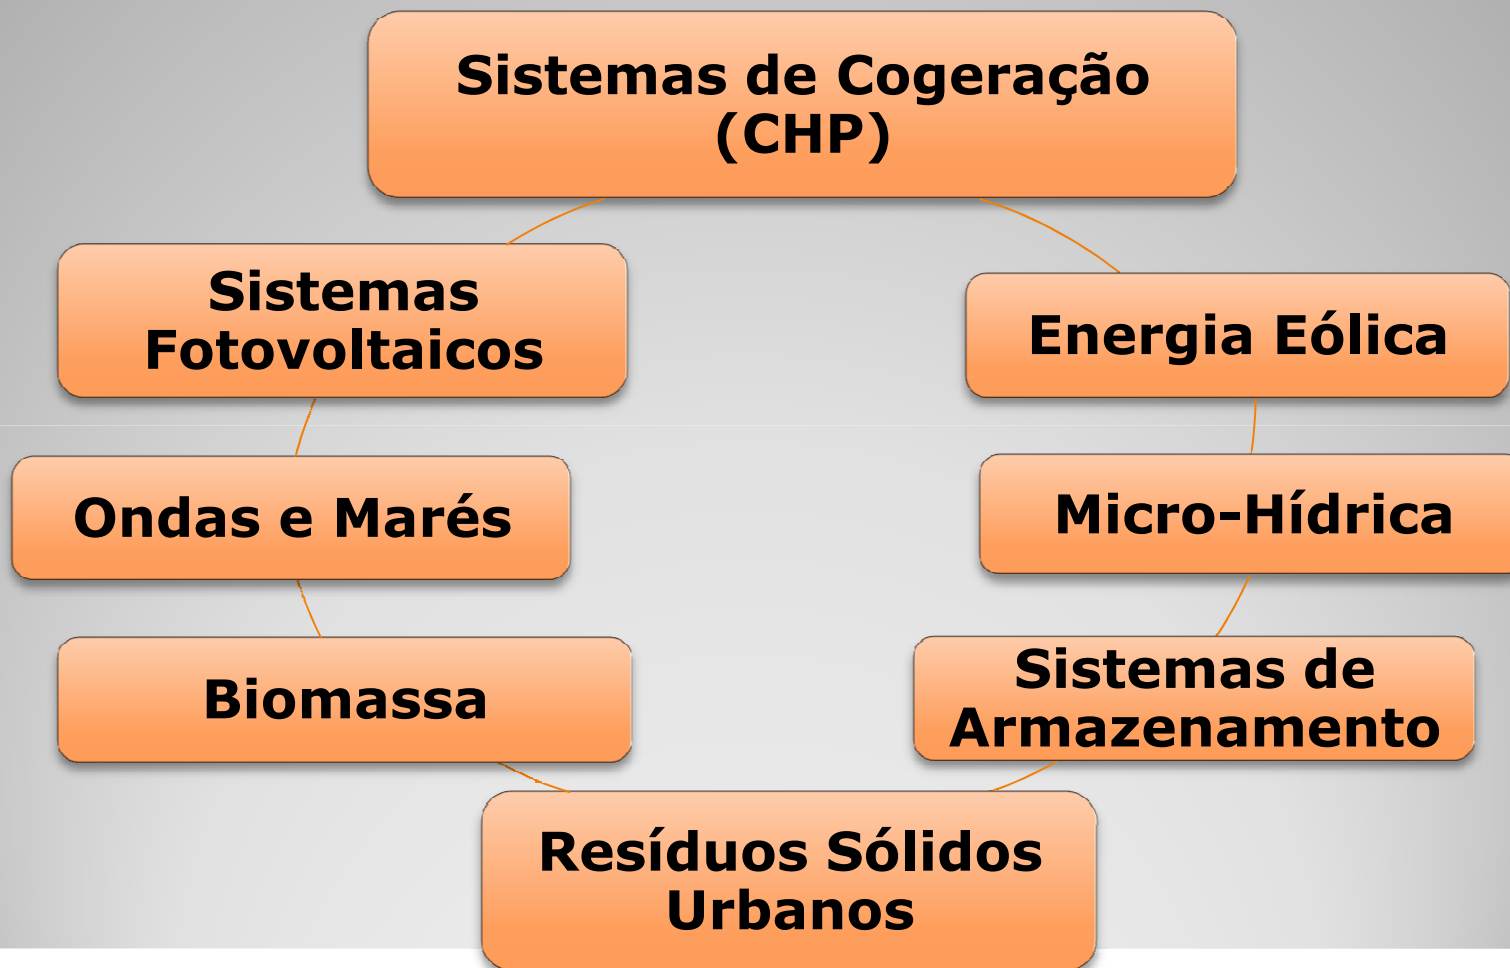 Sistemas de Cogeração
(CHP)
Sistemas
Fotovoltaicos
Energia Eólica
Ondas e Marés
Micro-Hídrica
Biomassa
Sistemas de
Armazenamento
Resíduos Sólidos
Urbanos